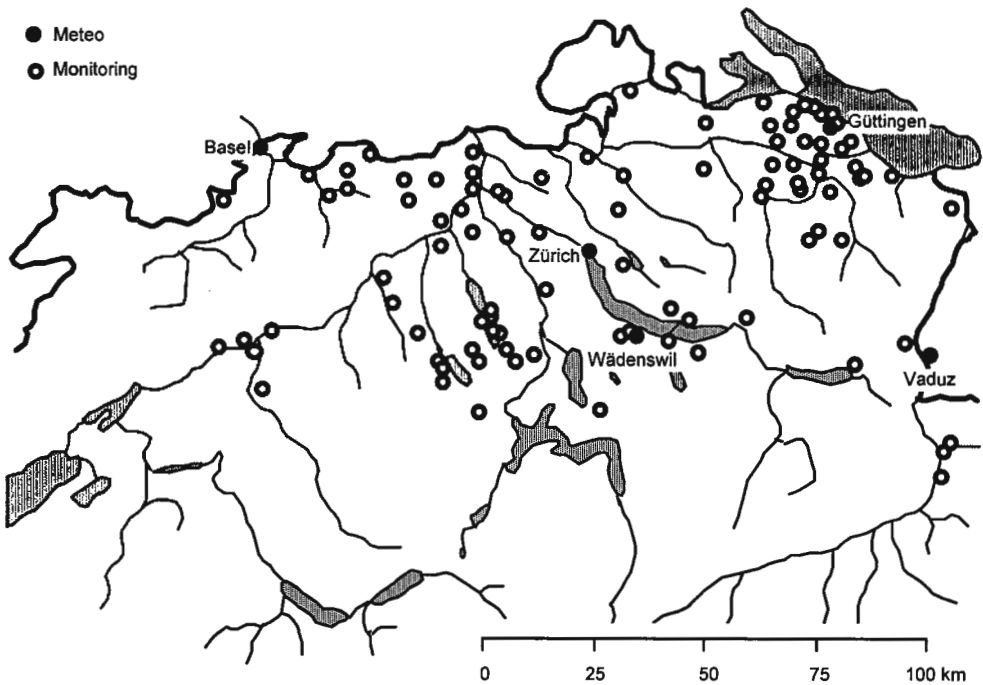 Meteo
Monitoring
Güttingen
Basel
Zürich
Wädenswil
Vaduz
0 25 50 75 100 km